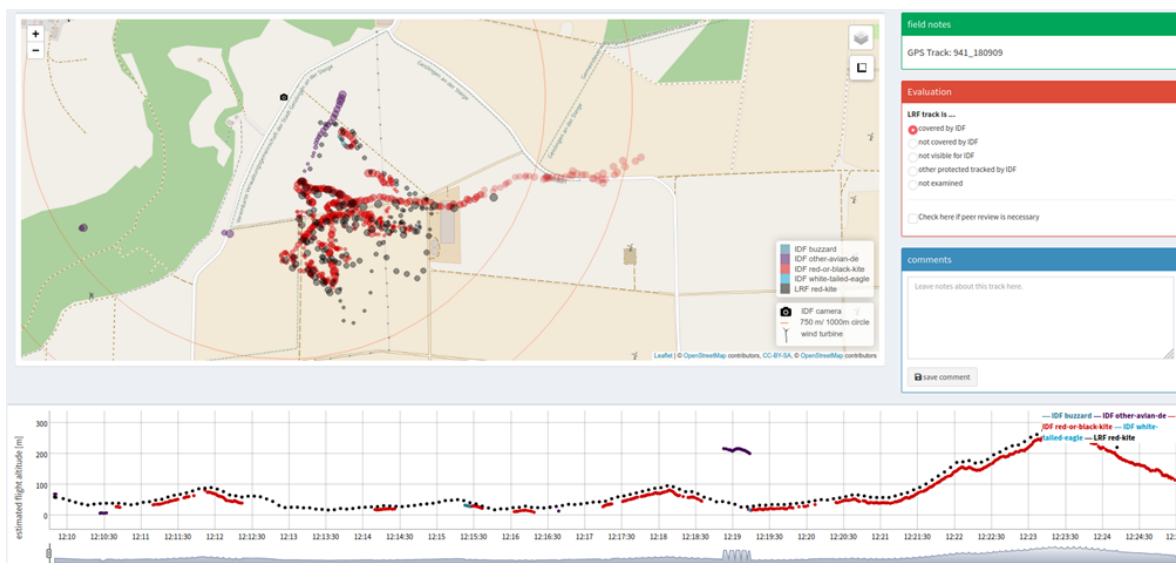 +
−
Geislingen an der Steige
field notes
GPS Track: 941_180909
Evaluation
LRF track is ...
covered by IDF
not covered by IDF
not visible for IDF
other protected tracked by IDF
not examined
Check here if peer review is necessary
IDF buzzard
IDF other-avian-de
IDF red-or-black-kite
IDF white-tailed-eagle
LRF red-kite
IDF camera
750 m/ 1000m circle
wind turbine
Leaflet | © OpenStreetMap contributors, CC-BY-SA, © OpenStreetMap contributors
comments
Leave notes about this track here.
save comment
estimated flight altitude [m]
300
200
100
0
— IDF buzzard — IDF other-avian-de —
IDF red-or-black-kite — IDF white-
tailed-eagle — LRF red-kite
12:10 12:10:30 12:11 12:11:30 12:12 12:12:30 12:13 12:13:30 12:14 12:14:30 12:15 12:15:30 12:16 12:16:30 12:17 12:17:30 12:18 12:18:30 12:19 12:19:30 12:20 12:20:30 12:21 12:21:30 12:22 12:22:30 12:23 12:23:30 12:24 12:24:30